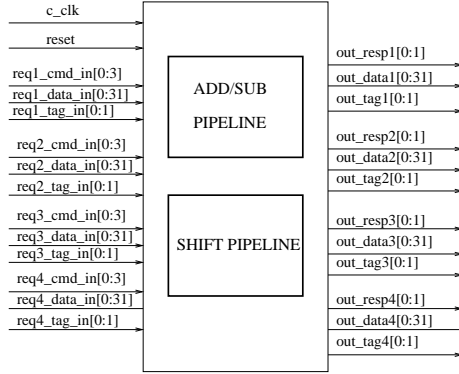 c_clk
reset
req1_cmd_in[0:3]
req1_data_in[0:31]
req1_tag_in[0:1]
req2_cmd_in[0:3]
req2_data_in[0:31]
req2_tag_in[0:1]
req3_cmd_in[0:3]
req3_data_in[0:31]
req3_tag_in[0:1]
req4_cmd_in[0:3]
req4_data_in[0:31]
req4_tag_in[0:1]
ADD/SUB
PIPELINE
SHIFT PIPELINE
out_resp1[0:1]
out_data1[0:31]
out_tag1[0:1]
out_resp2[0:1]
out_data2[0:31]
out_tag2[0:1]
out_resp3[0:1]
out_data3[0:31]
out_tag3[0:1]
out_resp4[0:1]
out_data4[0:31]
out_tag4[0:1]